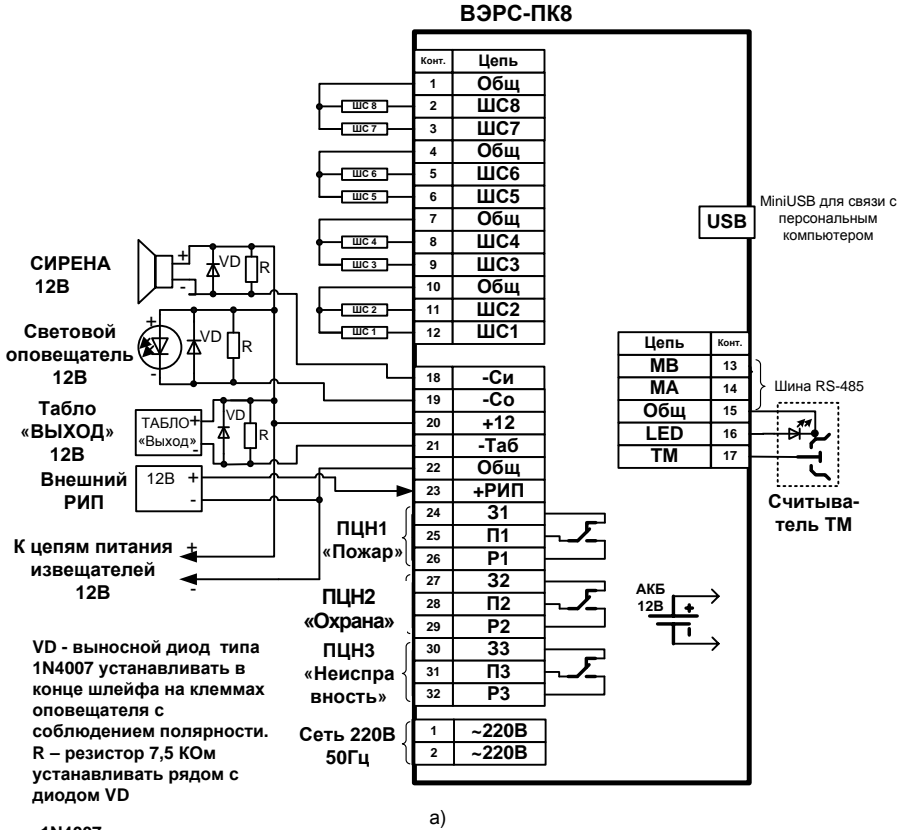 ВЭРС-ПК8
Конт. Цепь
1 Общ
ШС 8 2 ШС8
ШС 7 3 ШС7
4 Общ
ШС 6 5 ШС6
ШС 5 6 ШС5
7 Общ
ШС 4 8 ШС4
ШС 3 9 ШС3
10 Общ
ШС 2 11 ШС2
ШС 1 12 ШС1
USB
MiniUSB для связи с
персональным
компьютером
СИРЕНА
12В
+
-
VD
R
Световой
оповещатель
12В
+
-
VD
R
Табло
«ВЫХОД»
12В
ТАБЛО+
«Выход»-
VD
R
Внешний
РИП
12В +
-
К цепям питания
извещателей
12В
+
-
18 -Си
19 -Со
20 +12
21 -Таб
22 Общ
23 +РИП
24 З1
25 П1
26 Р1
27 З2
28 П2
29 Р2
30 З3
31 П3
32 Р3
ПЦН1
«Пожар»
ПЦН2
«Охрана»
ПЦН3
«Неиспра
вность»
Сеть 220В
50Гц
1 ~220В
2 ~220В
Цепь Конт.
МВ 13
МА 14
Общ 15
LED 16
ТМ 17
Шина RS-485
Считыва-
тель ТМ
АКБ
12В
+
-
VD - выносной диод типа
1N4007 устанавливать в
конце шлейфа на клеммах
оповещателя с
соблюдением полярности.
R – резистор 7,5 КОм
устанавливать рядом с
диодом VD
а)